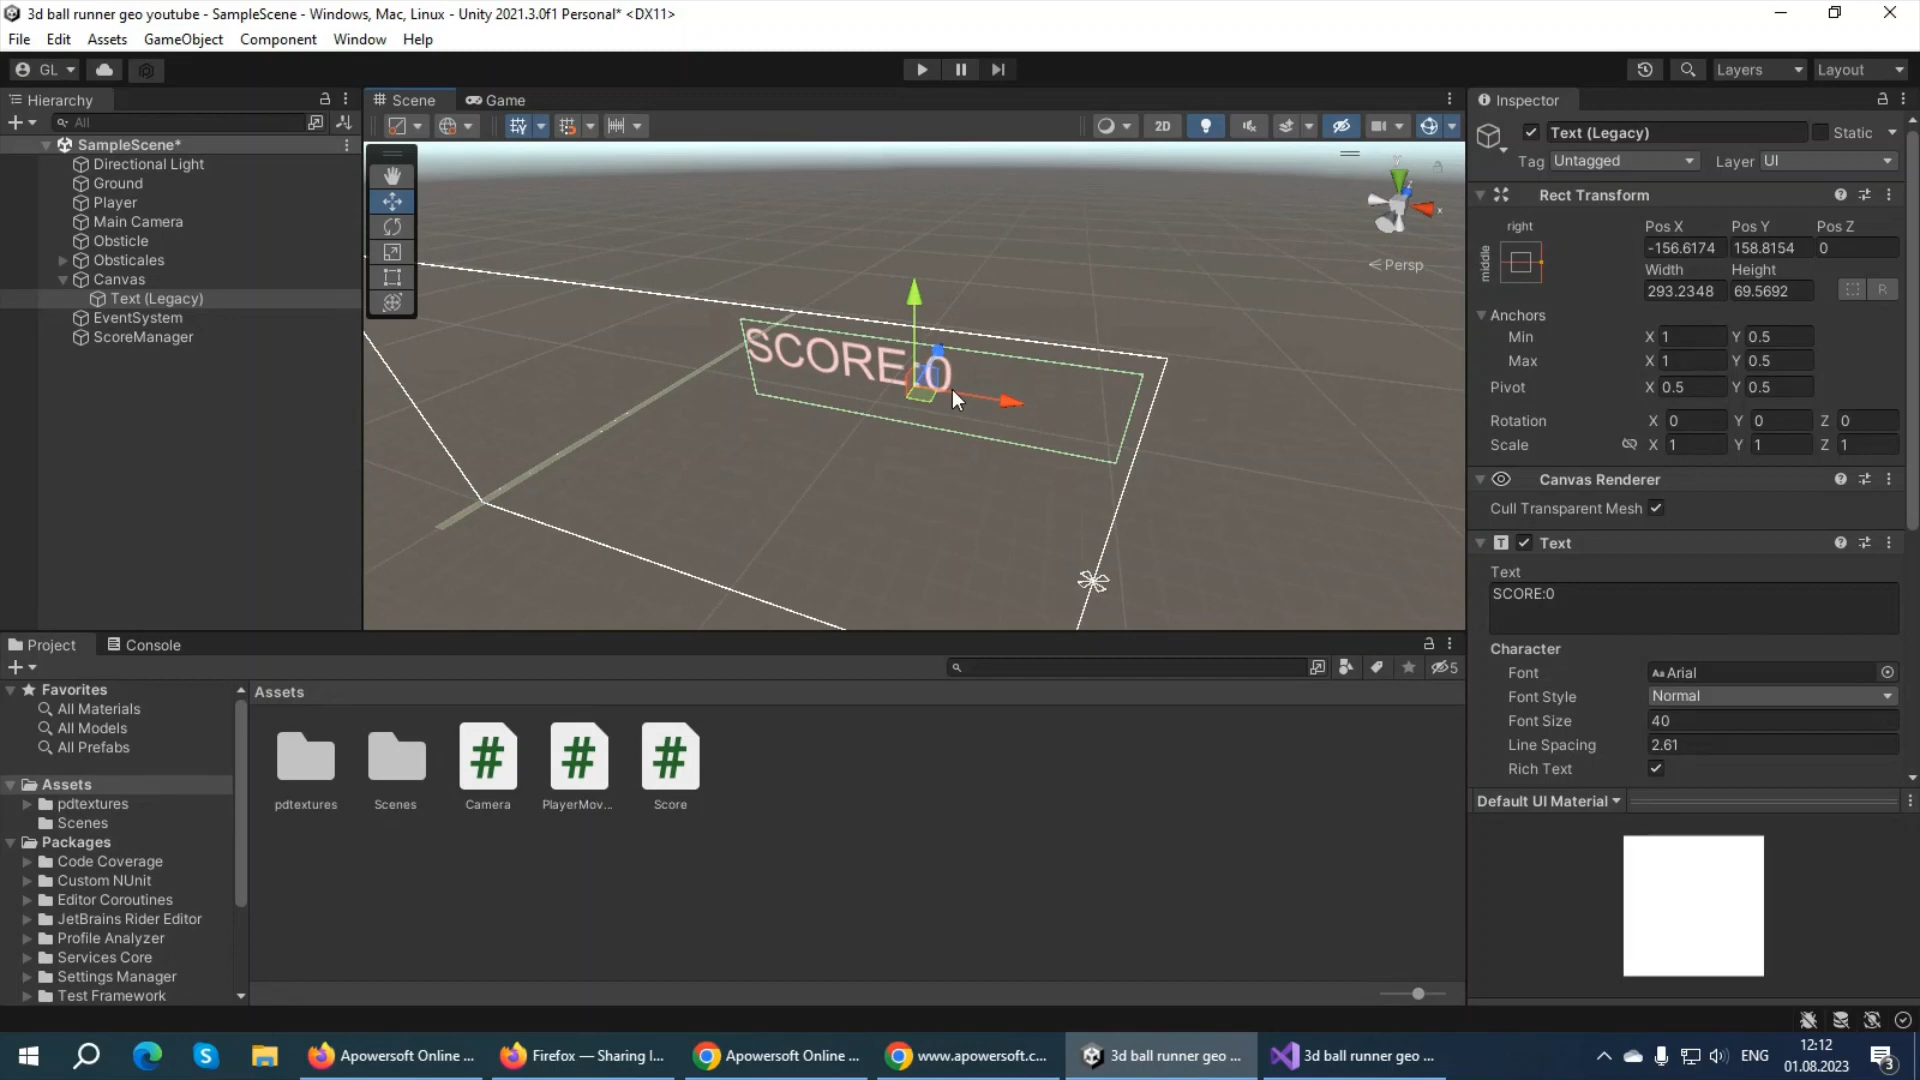 3d ball runner geo youtube - SampleScene - Windows, Mac, Linux - Unity 2021.3.0f1 Personal* <DX11>
File Edit Assets GameObject Component Window Help
GL Layers Layout
Hierarchy
All
SampleScene*
Directional Light
Ground
Player
Main Camera
Obsticle
Obsticales
Canvas
Text (Legacy)
EventSystem
ScoreManager
Scene Game
2D
SCORE:0
y
x
Persp
Inspector
Text (Legacy) Static
Tag Untagged Layer UI
Rect Transform
right
middle
Pos X Pos Y Pos Z
-156.6174 158.8154 0
Width Height
293.2348 69.5692
R
Anchors
Min X 1 Y 0.5
Max X 1 Y 0.5
Pivot X 0.5 Y 0.5
Rotation X 0 Y 0 Z 0
Scale X 1 Y 1 Z 1
Canvas Renderer
Cull Transparent Mesh
Text
Text
SCORE:0
Character
Font Aa Arial
Font Style Normal
Font Size 40
Line Spacing 2.61
Rich Text
Default UI Material
Project Console
5
Favorites
All Materials
All Models
All Prefabs
Assets
pdtextures
Scenes
Packages
Code Coverage
Custom NUnit
Editor Coroutines
JetBrains Rider Editor
Profile Analyzer
Services Core
Settings Manager
Test Framework
Assets
pdtextures Scenes Camera PlayerMov... Score
Apowersoft Online ... Firefox — Sharing I... Apowersoft Online ... www.apowersoft.c... 3d ball runner geo ... 3d ball runner geo ...
ENG
12:12
01.08.2023
3